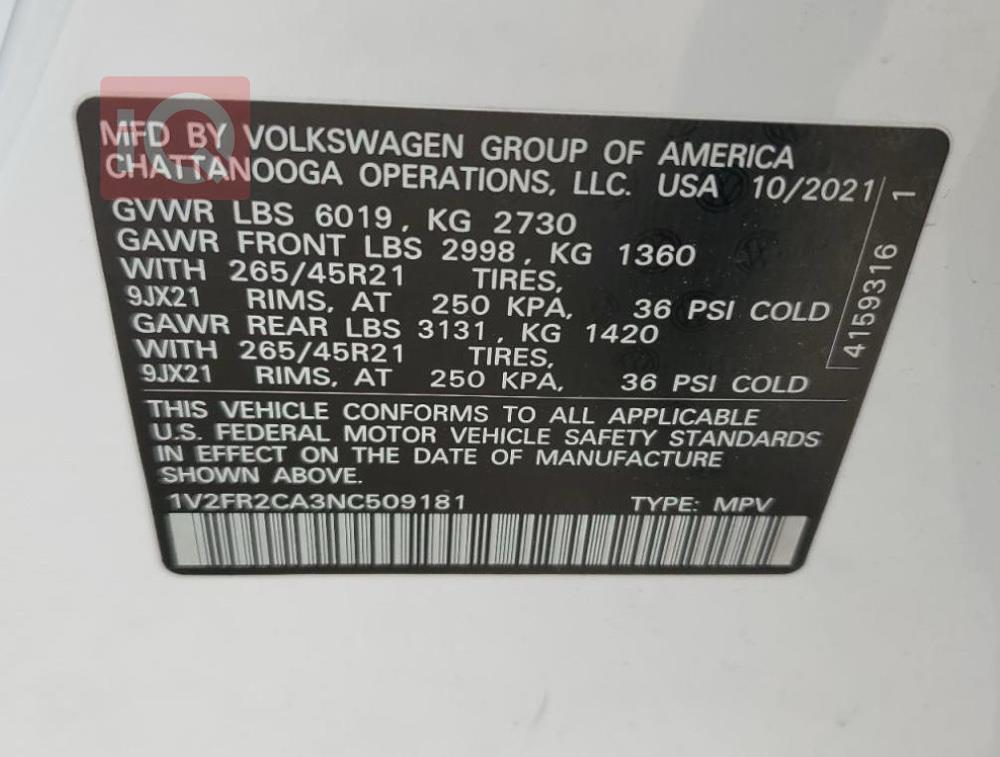 MFD BY VOLKSWAGEN GROUP OF AMERICA
CHATTANOOGA OPERATIONS, LLC. USA 10/2021
GVWR LBS 6019, KG 2730
GAWR FRONT LBS 2998, KG 1360
WITH 265/45R21 TIRES,
9JX21 RIMS, AT 250 KPA, 36 PSI COLD
GAWR REAR LBS 3131, KG 1420
WITH 265/45R21 TIRES,
9JX21 RIMS, AT 250 KPA, 36 PSI COLD
4159316 1
THIS VEHICLE CONFORMS TO ALL APPLICABLE
U.S. FEDERAL MOTOR VEHICLE SAFETY STANDARDS
IN EFFECT ON THE DATE OF MANUFACTURE
SHOWN ABOVE.
1V2FR2CA3NC509181 TYPE: MPV
IQ